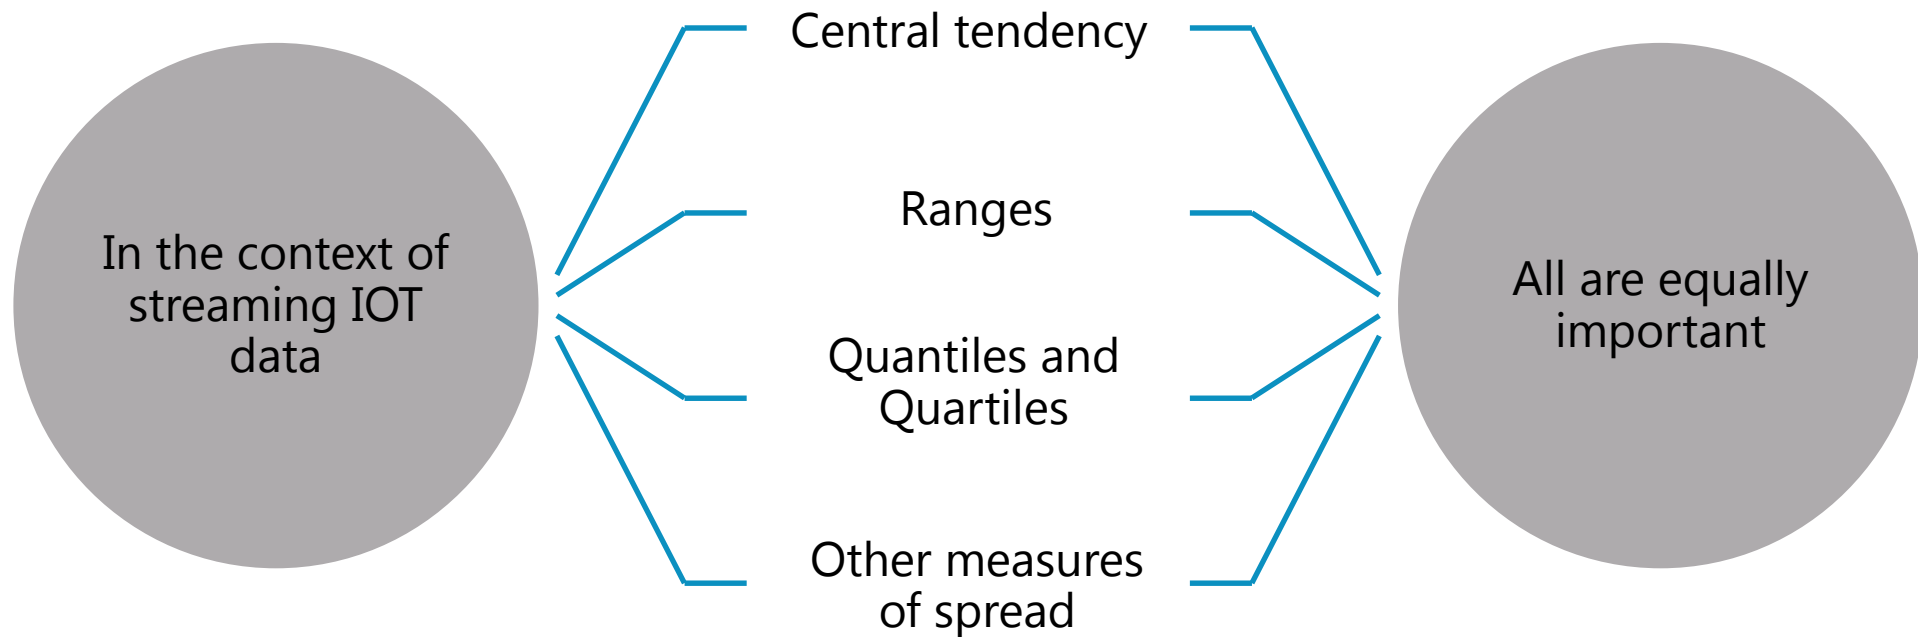 In the context of
streaming IOT
data
Central tendency
Ranges
Quantiles and
Quartiles
Other measures
of spread
All are equally
important